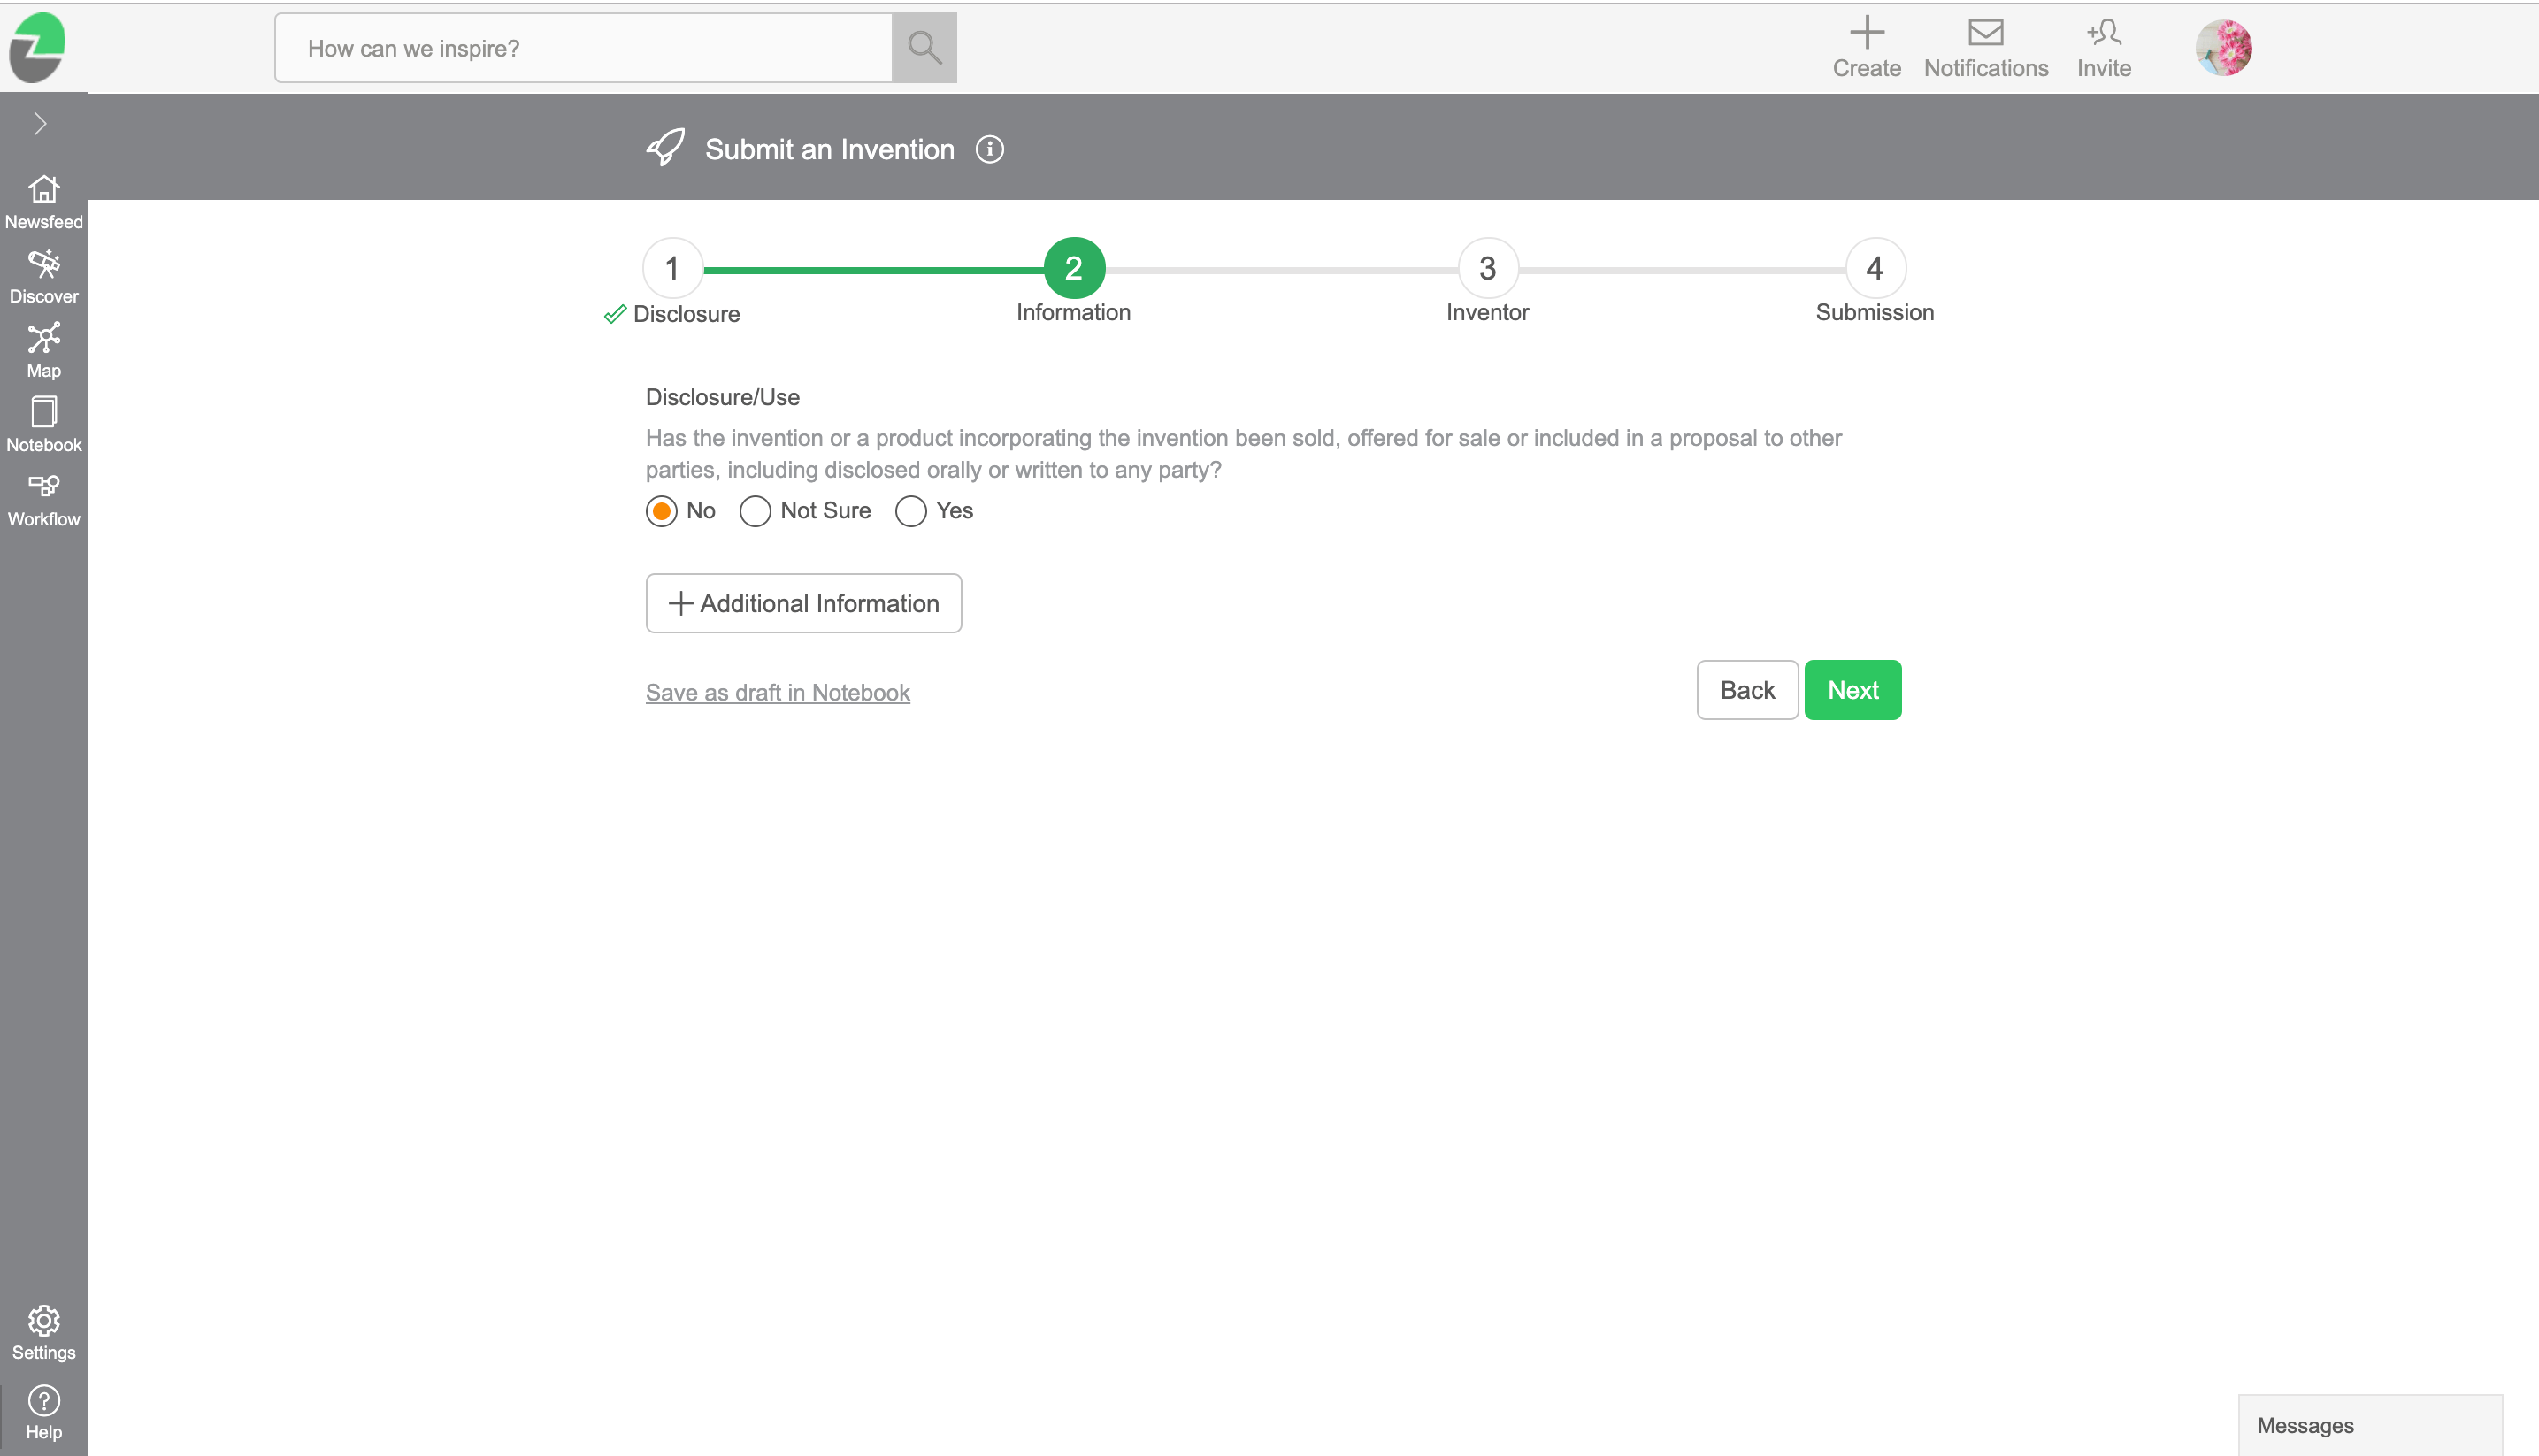 How can we inspire?
Create
Notifications
Invite
Submit an Invention
Newsfeed
Discover
Map
Notebook
Workflow
1
2
3
4
Disclosure
Information
Inventor
Submission
Disclosure/Use
Has the invention or a product incorporating the invention been sold, offered for sale or included in a proposal to other
parties, including disclosed orally or written to any party?
No
Not Sure
Yes
Additional Information
Save as draft in Notebook
Back
Next
Settings
Help
Messages